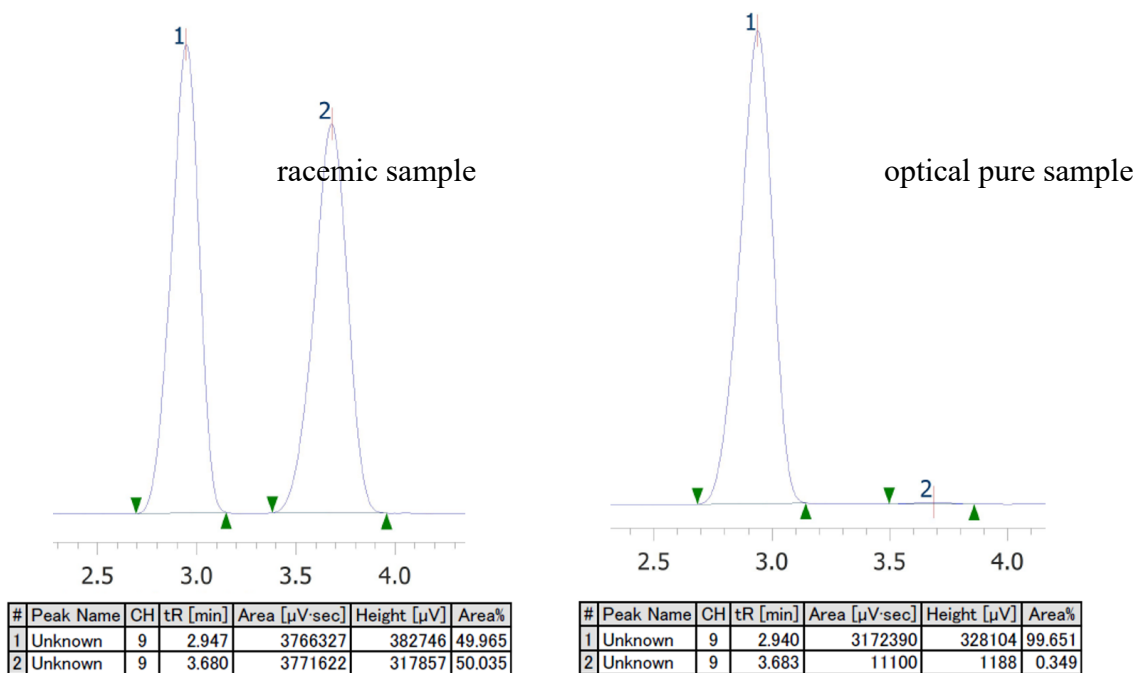 1
2
racemic sample
2.5 3.0 3.5 4.0
# Peak Name CH tR [min] Area [µV·sec] Height [µV] Area%
1 Unknown 9 2.947 3766327 382746 49.965
2 Unknown 9 3.680 3771622 317857 50.035
1
optical pure sample
2
2.5 3.0 3.5 4.0
# Peak Name CH tR [min] Area [µV·sec] Height [µV] Area%
1 Unknown 9 2.940 3172390 328104 99.651
2 Unknown 9 3.683 11100 1188 0.349